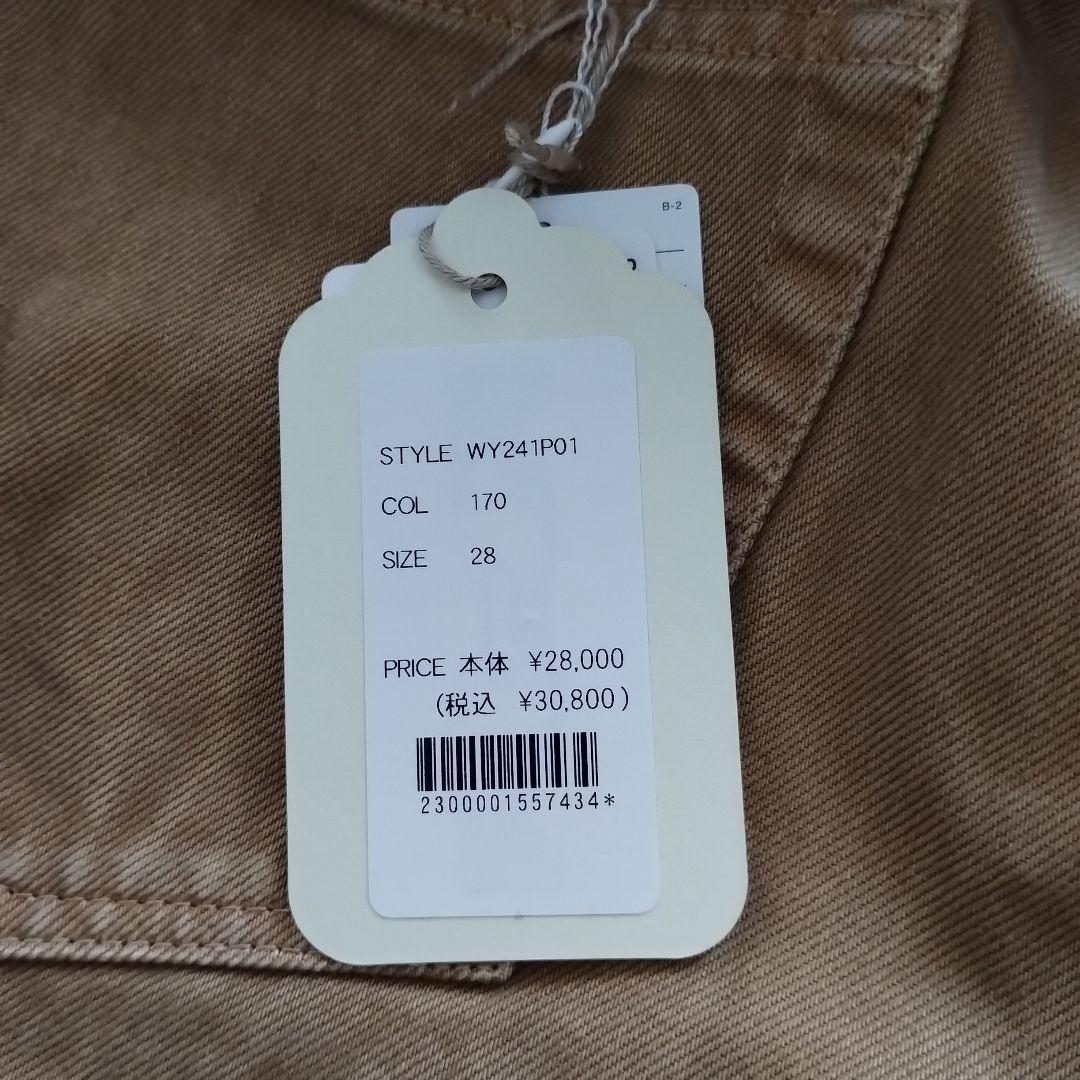 B-2
STYLE WY241P01
COL 170
SIZE 28
PRICE 本体 ¥28,000
(税込 ¥30,800)
2300001557434*